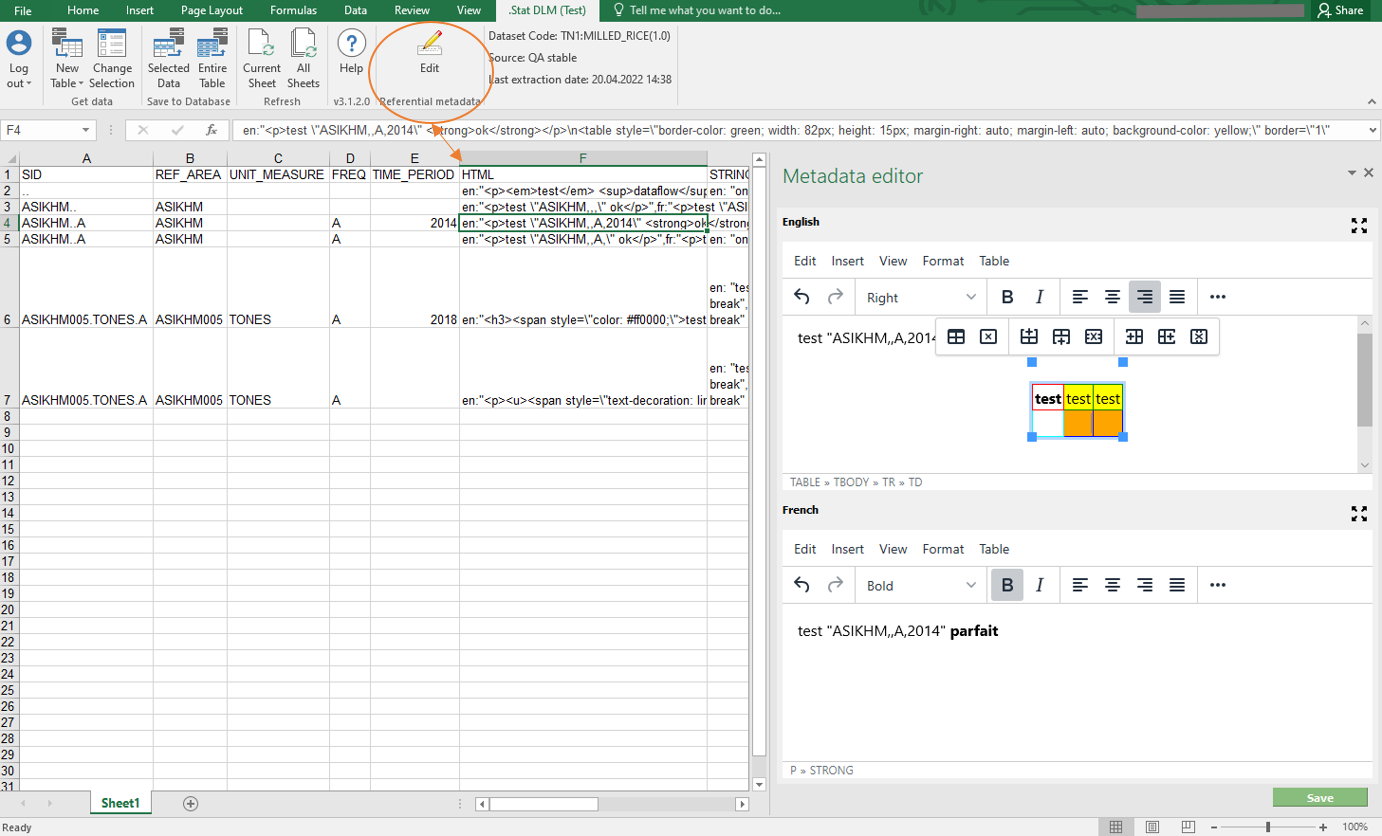 File Home Insert Page Layout Formulas Data Review View .Stat DLM (Test) Tell me what you want to do... Share
Log out New Table Change Selection Selected Data Entire Table Current Sheet All Sheets Help Edit
Get data Save to Database Refresh v3.1.2.0 Referential metadata
Dataset Code: TN1:MILLED_RICE(1.0)
Source: QA stable
Last extraction date: 20.04.2022 14:38
F4 fx en:"<p>test \"ASIKHM,,A,2014\" <strong>ok</strong></p>\n<table style=\"border-color: green; width: 82px; height: 15px; margin-right: auto; margin-left: auto; background-color: yellow;\" border=\"1\"
A B C D E F
1 SID REF_AREA UNIT_MEASURE FREQ TIME_PERIOD HTML STRING
2 .. en:"<p><em>test</em> <sup>dataflow</sup en: "on
3 ASIKHM.. ASIKHM en:"<p>test \"ASIKHM,,,\" ok</p>",fr:"<p>test \"ASI
4 ASIKHM..A ASIKHM A 2014 en:"<p>test \"ASIKHM,,A,2014\" <strong>ok</strong
5 ASIKHM..A ASIKHM A en:"<p>test \"ASIKHM,,A,\" ok</p>",fr:"<p>t en: "on
en: "tes
break",
6 ASIKHM005.TONES.A ASIKHM005 TONES A 2018 en:"<h3><span style=\"color: #ff0000;\">test break"
en: "tes
break",
7 ASIKHM005.TONES.A ASIKHM005 TONES A en:"<p><u><span style=\"text-decoration: lin break"
8
9
10
11
12
13
14
15
16
17
18
19
20
21
22
23
24
25
26
27
28
29
30
31
Sheet1
Ready
Metadata editor
English
Edit Insert View Format Table
Right B I
test "ASIKHM,,A,2014
test test test
TABLE » TBODY » TR » TD
French
Edit Insert View Format Table
Bold B I
test "ASIKHM,,A,2014" parfait
P » STRONG
Save
100%